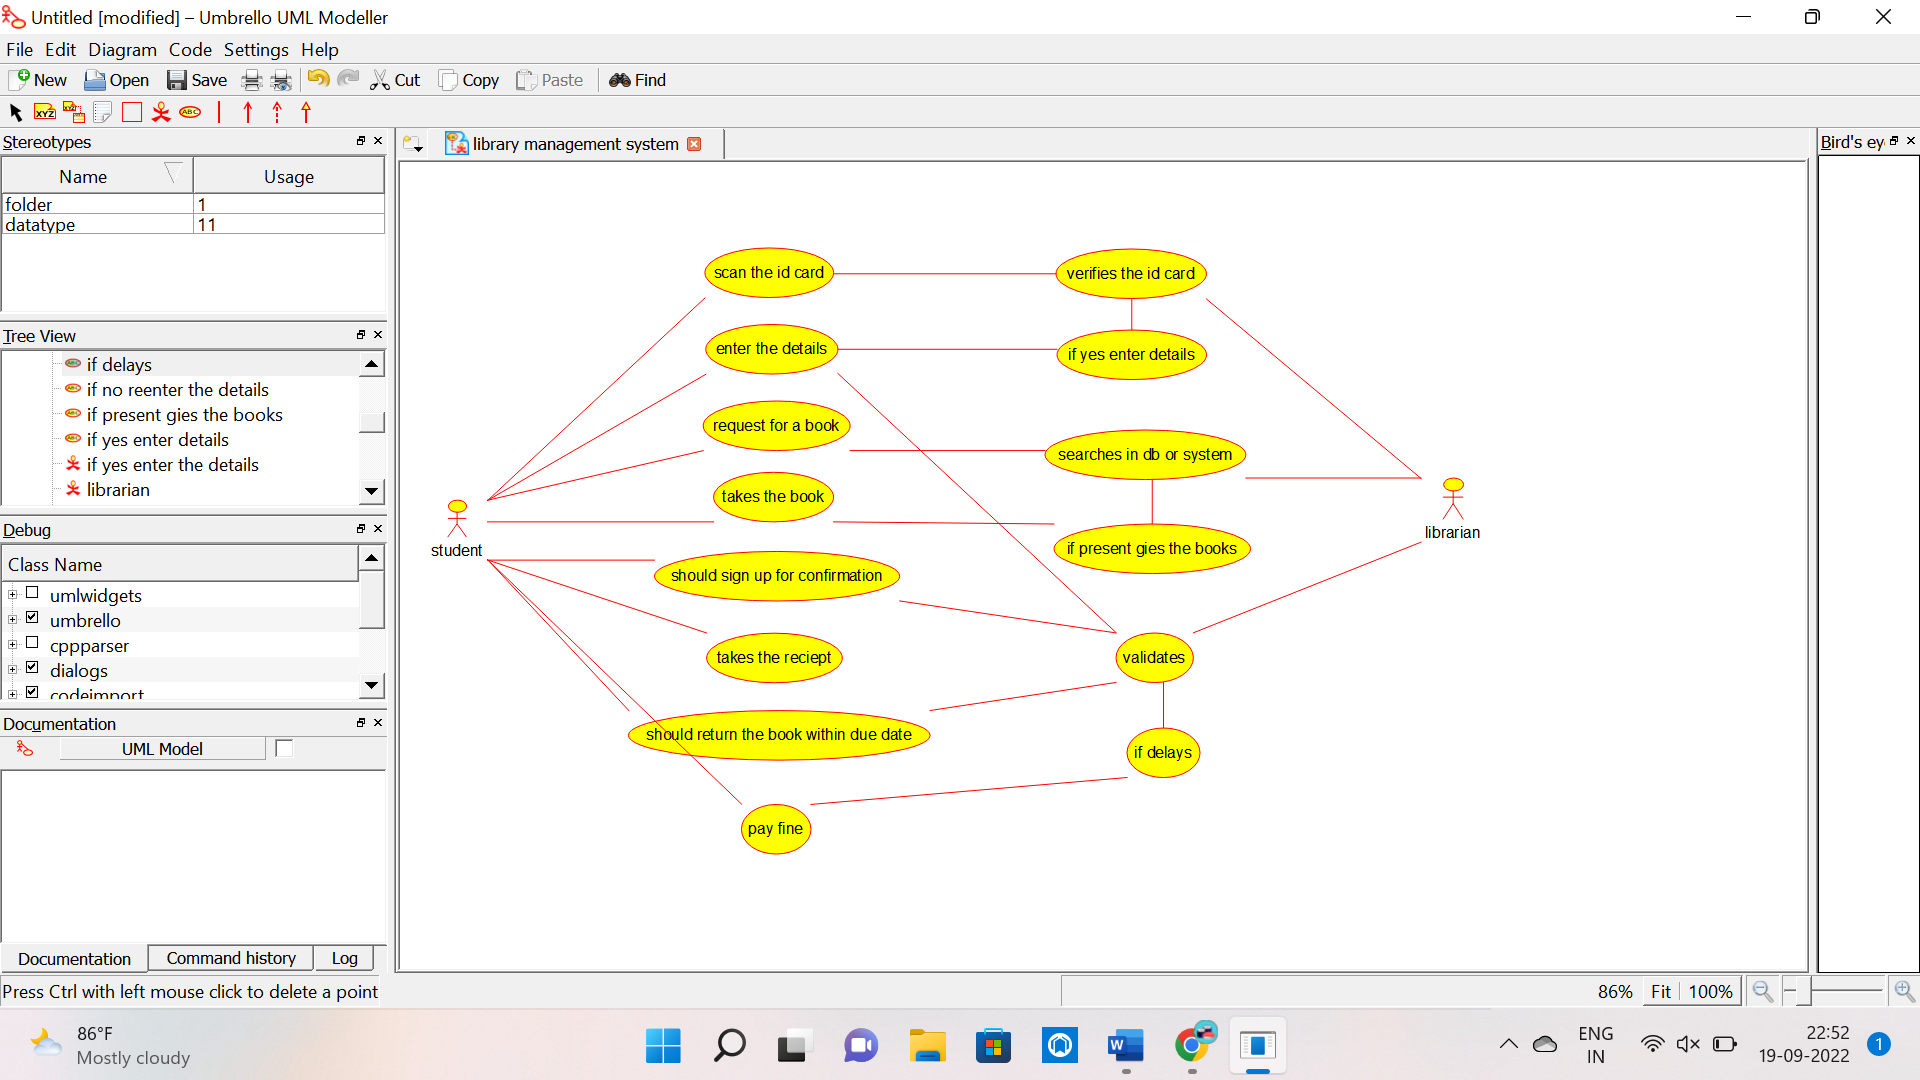 Untitled [modified] – Umbrello UML Modeller
File Edit Diagram Code Settings Help
New Open Save Cut Copy Paste Find
XYZ XYZ ABC
Stereotypes
Name Usage
folder 1
datatype 11
Tree View
if delays
if no reenter the details
if present gies the books
if yes enter details
if yes enter the details
librarian
Debug
Class Name
umlwidgets
umbrello
cppparser
dialogs
codeimport
Documentation
UML Model
Documentation Command history Log
Press Ctrl with left mouse click to delete a point
library management system
scan the id card
verifies the id card
enter the details
if yes enter details
request for a book
searches in db or system
takes the book
student
librarian
if present gies the books
should sign up for confirmation
takes the reciept
validates
should return the book within due date
if delays
pay fine
Bird's ey
86% Fit 100%
86°F
Mostly cloudy
ENG
IN
22:52
19-09-2022
1